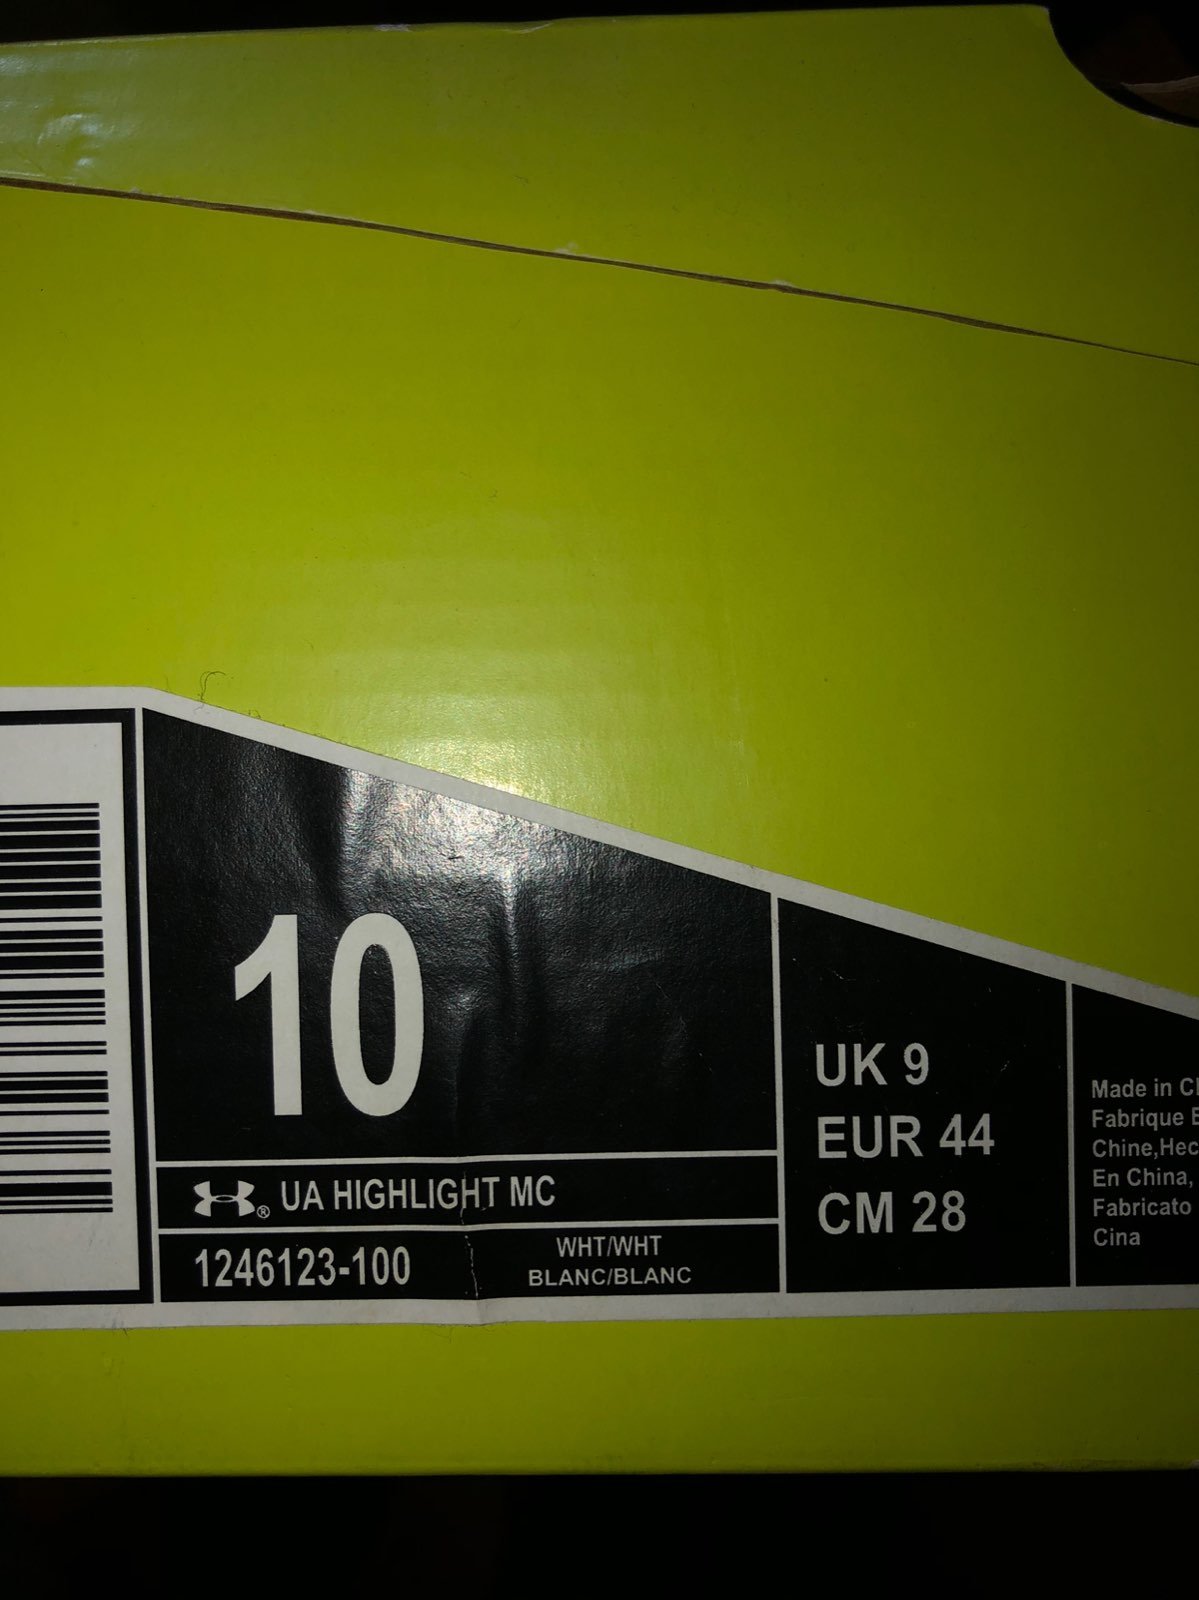 10
® UA HIGHLIGHT MC
1246123-100
WHT/WHT
BLANC/BLANC
UK 9
EUR 44
CM 28
Made in
Fabrique
Chine,Hec
En China,
Fabricato
Cina